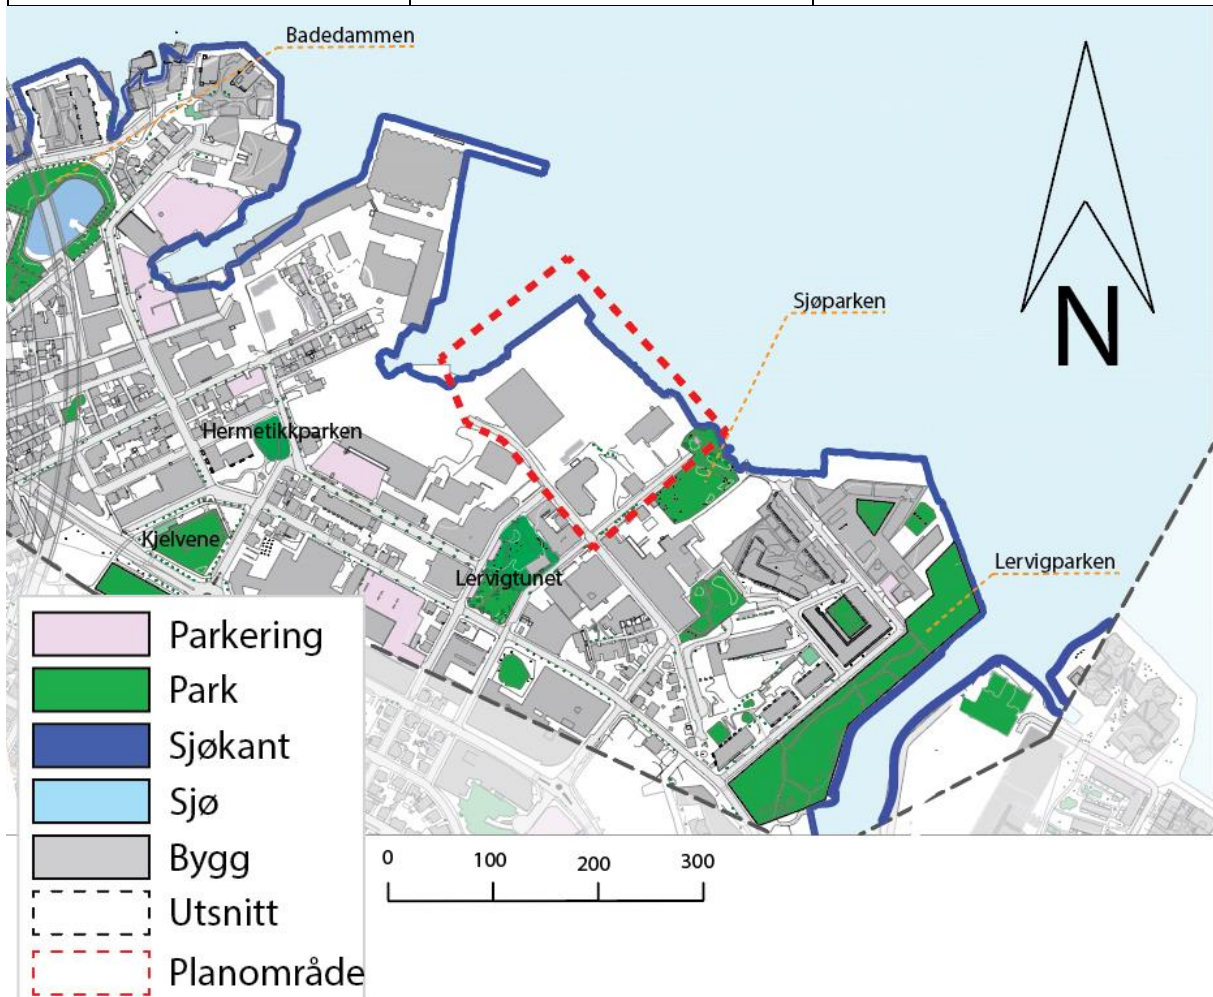 Badedammen
Sjøparken
N
Hermetikkparken
Kjelvene
Lervigtunet
Lervigparken
Parkering
Park
Sjøkant
Sjø
Bygg
Utsnitt
Planområde
0 100 200 300